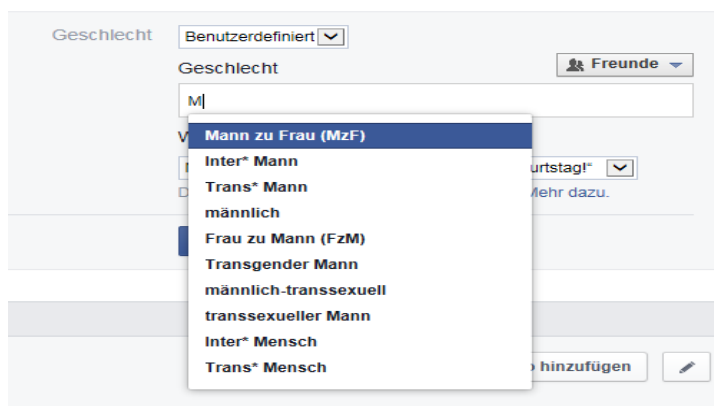 Geschlecht Benutzerdefiniert
Geschlecht Freunde
M
Mann zu Frau (MzF)
Inter* Mann
urtstag!“
Trans* Mann
Mehr dazu.
männlich
Frau zu Mann (FzM)
Transgender Mann
männlich-transsexuell
transsexueller Mann
Inter* Mensch
Trans* Mensch
hinzufügen